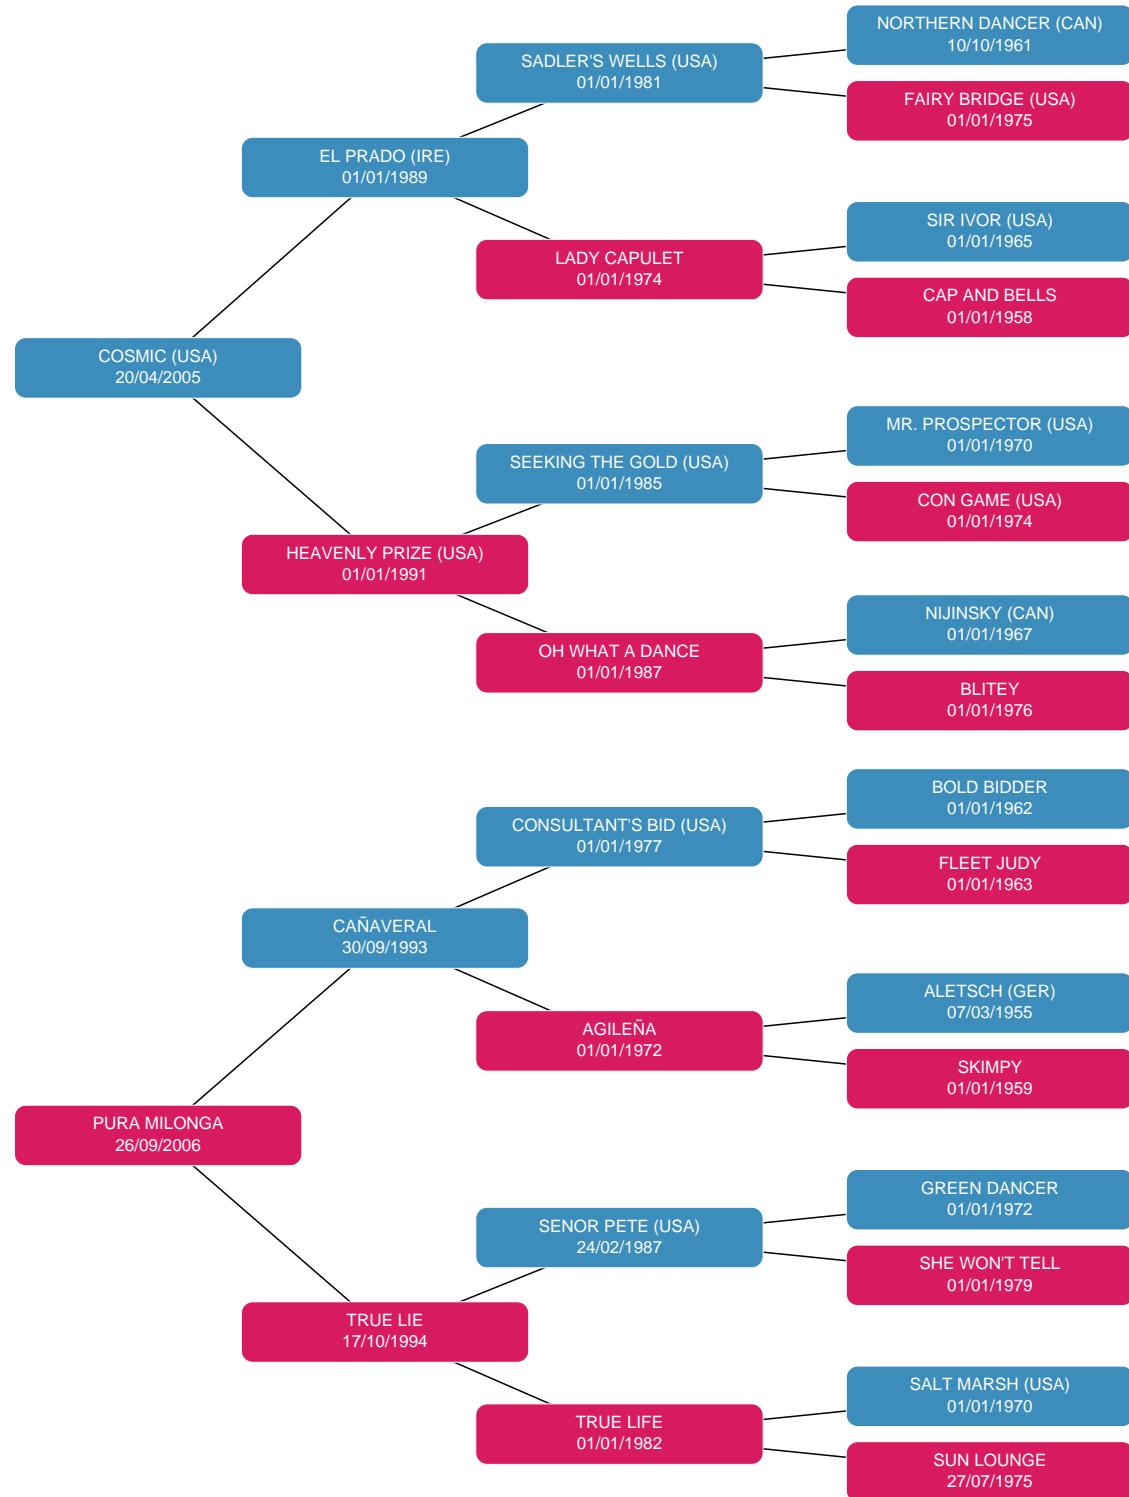 NORTHERN DANCER (CAN)
10/10/1961
SADLER'S WELLS (USA)
01/01/1981
FAIRY BRIDGE (USA)
01/01/1975
EL PRADO (IRE)
01/01/1989
SIR IVOR (USA)
01/01/1965
LADY CAPULET
01/01/1974
CAP AND BELLS
01/01/1958
COSMIC (USA)
20/04/2005
MR. PROSPECTOR (USA)
01/01/1970
SEEKING THE GOLD (USA)
01/01/1985
CON GAME (USA)
01/01/1974
HEAVENLY PRIZE (USA)
01/01/1991
NIJINSKY (CAN)
01/01/1967
OH WHAT A DANCE
01/01/1987
BLITEY
01/01/1976
BOLD BIDDER
01/01/1962
CONSULTANT'S BID (USA)
01/01/1977
FLEET JUDY
01/01/1963
CAÑAVERAL
30/09/1993
ALETSCH (GER)
07/03/1955
AGILEÑA
01/01/1972
SKIMPY
01/01/1959
PURA MILONGA
26/09/2006
GREEN DANCER
01/01/1972
SENOR PETE (USA)
24/02/1987
SHE WON'T TELL
01/01/1979
TRUE LIE
17/10/1994
SALT MARSH (USA)
01/01/1970
TRUE LIFE
01/01/1982
SUN LOUNGE
27/07/1975